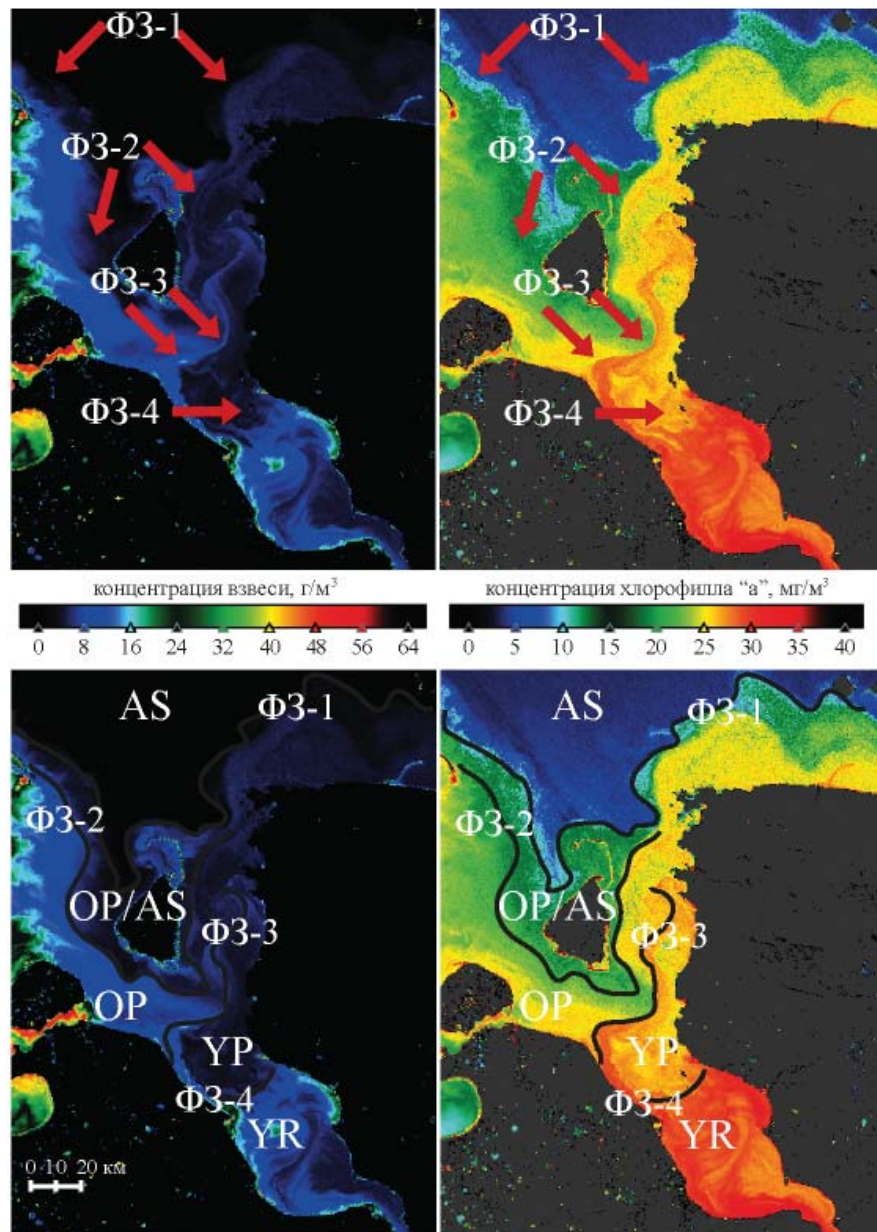 ФЗ-1
ФЗ-2
ФЗ-3
ФЗ-4
ФЗ-1
ФЗ-2
ФЗ-3
ФЗ-4
концентрация взвеси, г/м³
0 8 16 24 32 40 48 56 64
концентрация хлорофилла “а”, мг/м³
0 5 10 15 20 25 30 35 40
AS
ФЗ-1
ФЗ-2
OP/AS
ФЗ-3
OP
YP
ФЗ-4
YR
0 10 20 км
AS
ФЗ-1
ФЗ-2
OP/AS
ФЗ-3
OP
YP
ФЗ-4
YR